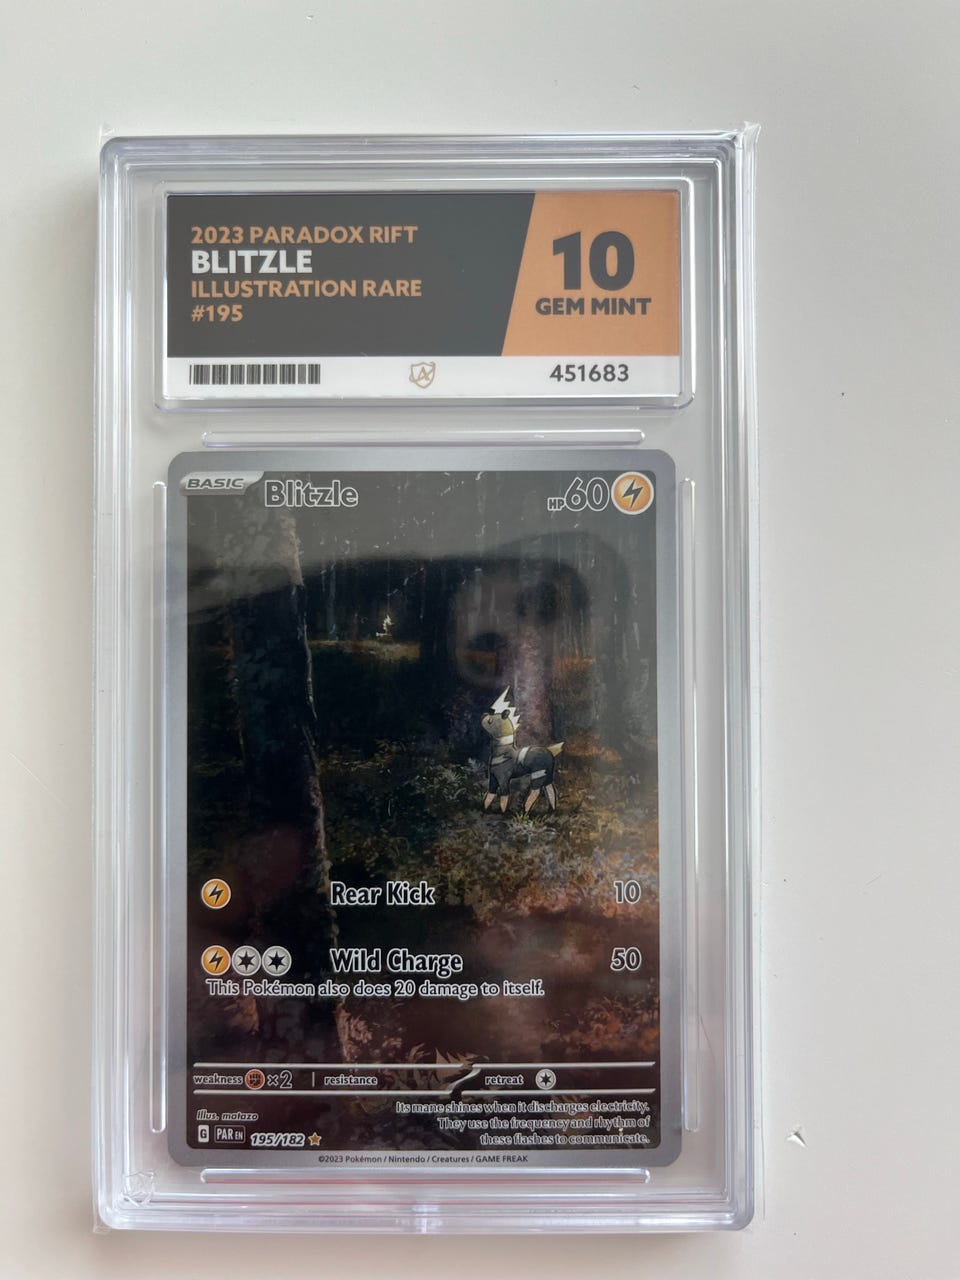 2023 PARADOX RIFT
BLITZLE
ILLUSTRATION RARE
#195
10
GEM MINT
451683
BASIC Blitzle HP 60
Rear Kick 10
Wild Charge 50
This Pokémon also does 20 damage to itself.
weakness ×2 resistance retreat
Illus. matazo
Its mane shines when it discharges electricity.
They use the frequency and rhythm of
these flashes to communicate.
G PAR EN 195/182
©2023 Pokémon / Nintendo / Creatures / GAME FREAK